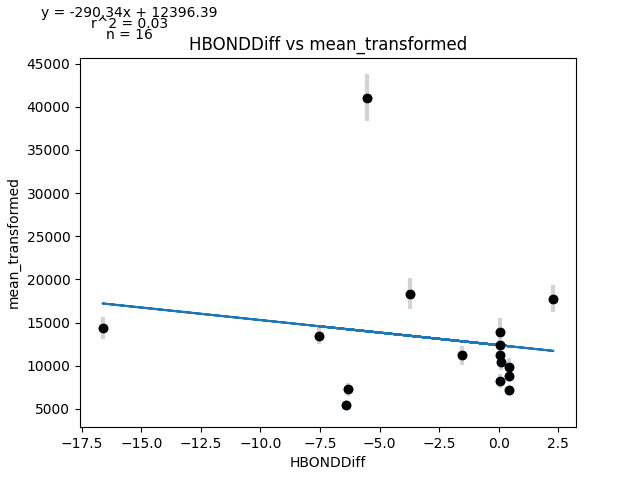 y = -290.34x + 12396.39
r^2 = 0.03
n = 16
HBONDDiff vs mean_transformed
45000
40000
35000
30000
25000
20000
15000
10000
5000
mean_transformed
−17.5 −15.0 −12.5 −10.0 −7.5 −5.0 −2.5 0.0 2.5
HBONDDiff